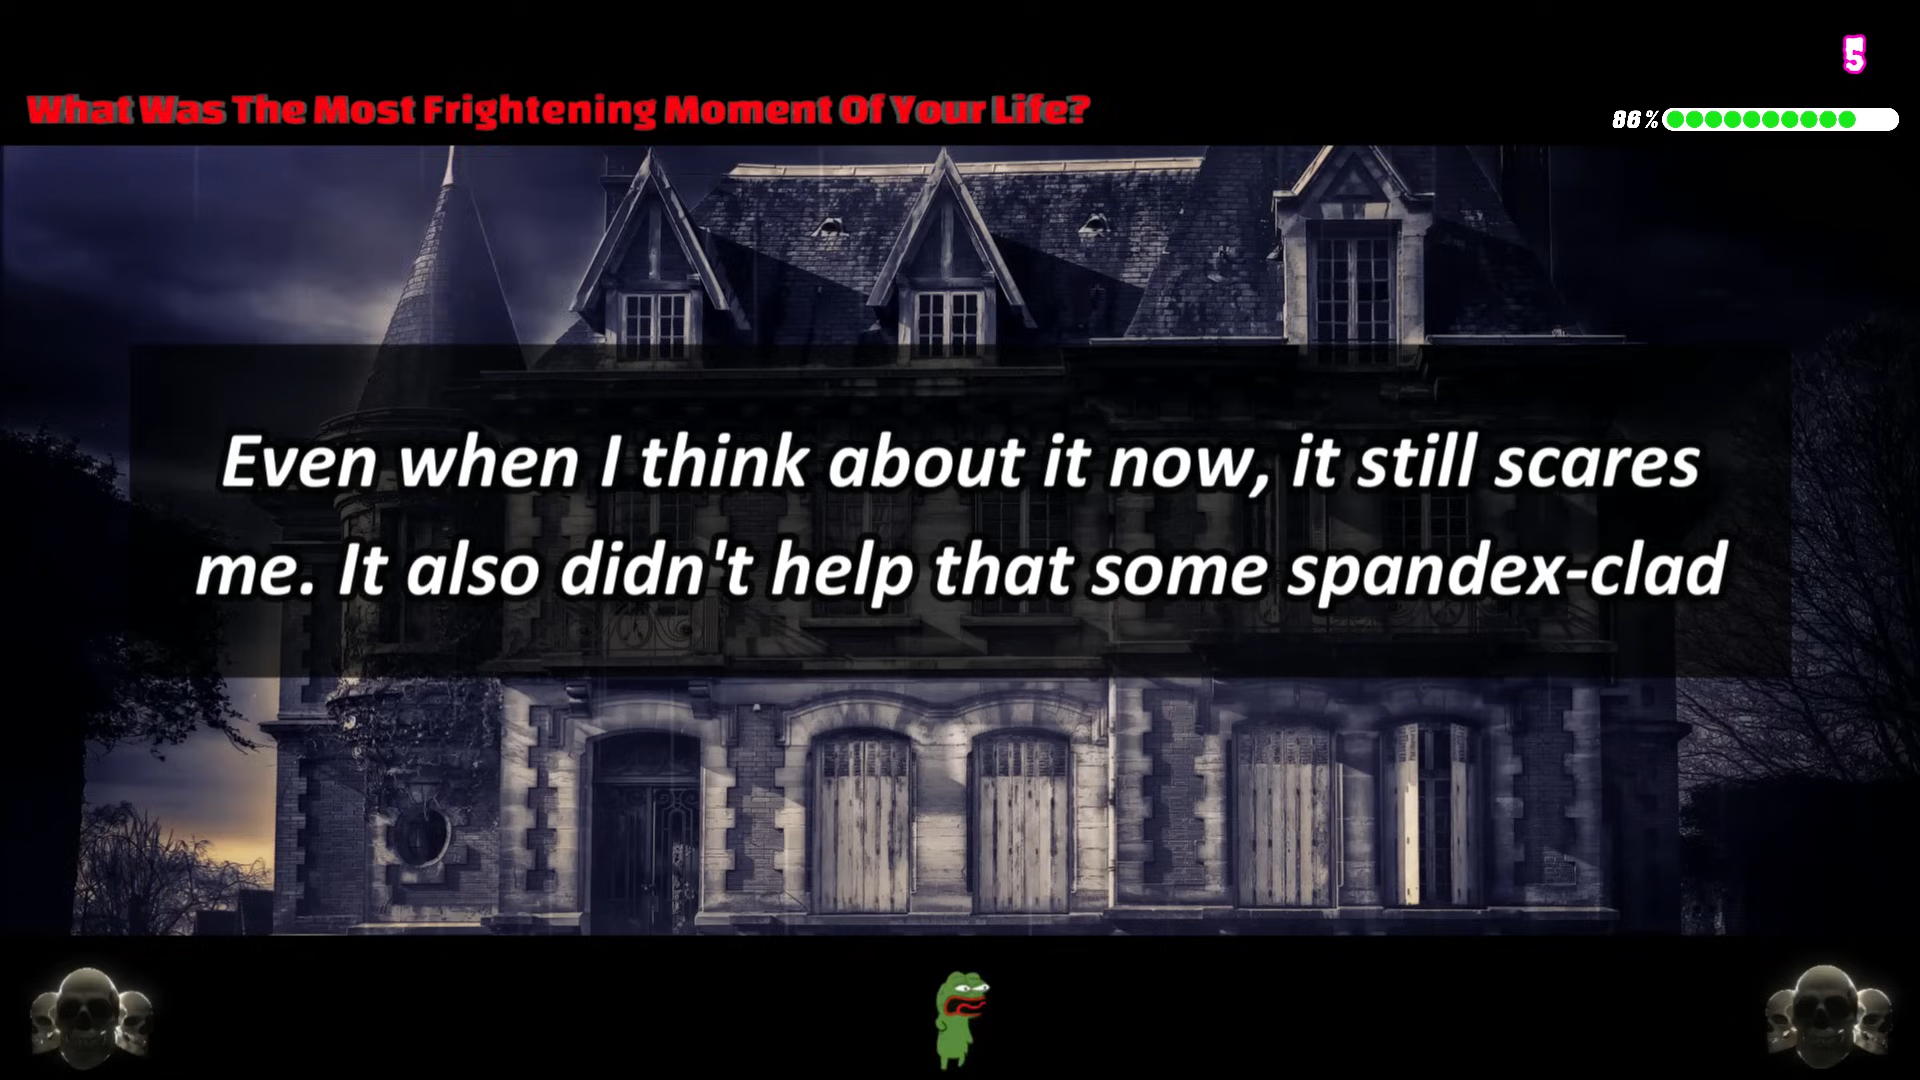 5
What Was The Most Frightening Moment Of Your Life?
86%
Even when I think about it now, it still scares
me. It also didn't help that some spandex-clad